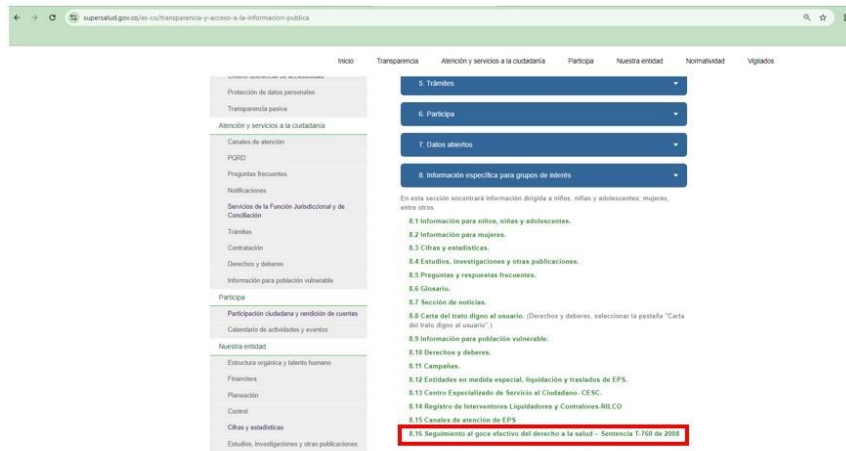 supersalud.gov.co/es-co/transparencia-y-acceso-a-la-informacion-publica
Inicio
Transparencia
Atención y servicios a la ciudadanía
Participa
Nuestra entidad
Normatividad
Vigilados
Criterio diferencial de accesibilidad
Protección de datos personales
Transparencia pasiva
Atención y servicios a la ciudadanía
Canales de atención
PQRD
Preguntas frecuentes
Notificaciones
Servicios de la Función Jurisdiccional y de
Conciliación
Trámites
Contratación
Derechos y deberes
Información para población vulnerable
Participa
Participación ciudadana y rendición de cuentas
Calendario de actividades y eventos
Nuestra entidad
Estructura orgánica y talento humano
Financiera
Planeación
Control
Cifras y estadísticas
Estudios, investigaciones y otras publicaciones
5. Trámites
6. Participa
7. Datos abiertos
8. Información específica para grupos de interés
En esta sección encontrará información dirigida a niños, niñas y adolescentes; mujeres,
entre otros
8.1 Información para niños, niñas y adolescentes.
8.2 Información para mujeres.
8.3 Cifras y estadísticas.
8.4 Estudios, investigaciones y otras publicaciones.
8.5 Preguntas y respuestas frecuentes.
8.6 Glosario.
8.7 Sección de noticias.
8.8 Carta del trato digno al usuario. (Derechos y deberes, seleccionar la pestaña "Carta
del trato digno al usuario".)
8.9 Información para población vulnerable.
8.10 Derechos y deberes.
8.11 Campañas.
8.12 Entidades en medida especial, liquidación y traslados de EPS.
8.13 Centro Especializado de Servicio al Ciudadano- CESC.
8.14 Registro de Interventores Liquidadores y Contralores-RILCO
8.15 Canales de atención de EPS
8.16 Seguimiento al goce efectivo del derecho a la salud – Sentencia T-760 de 2008